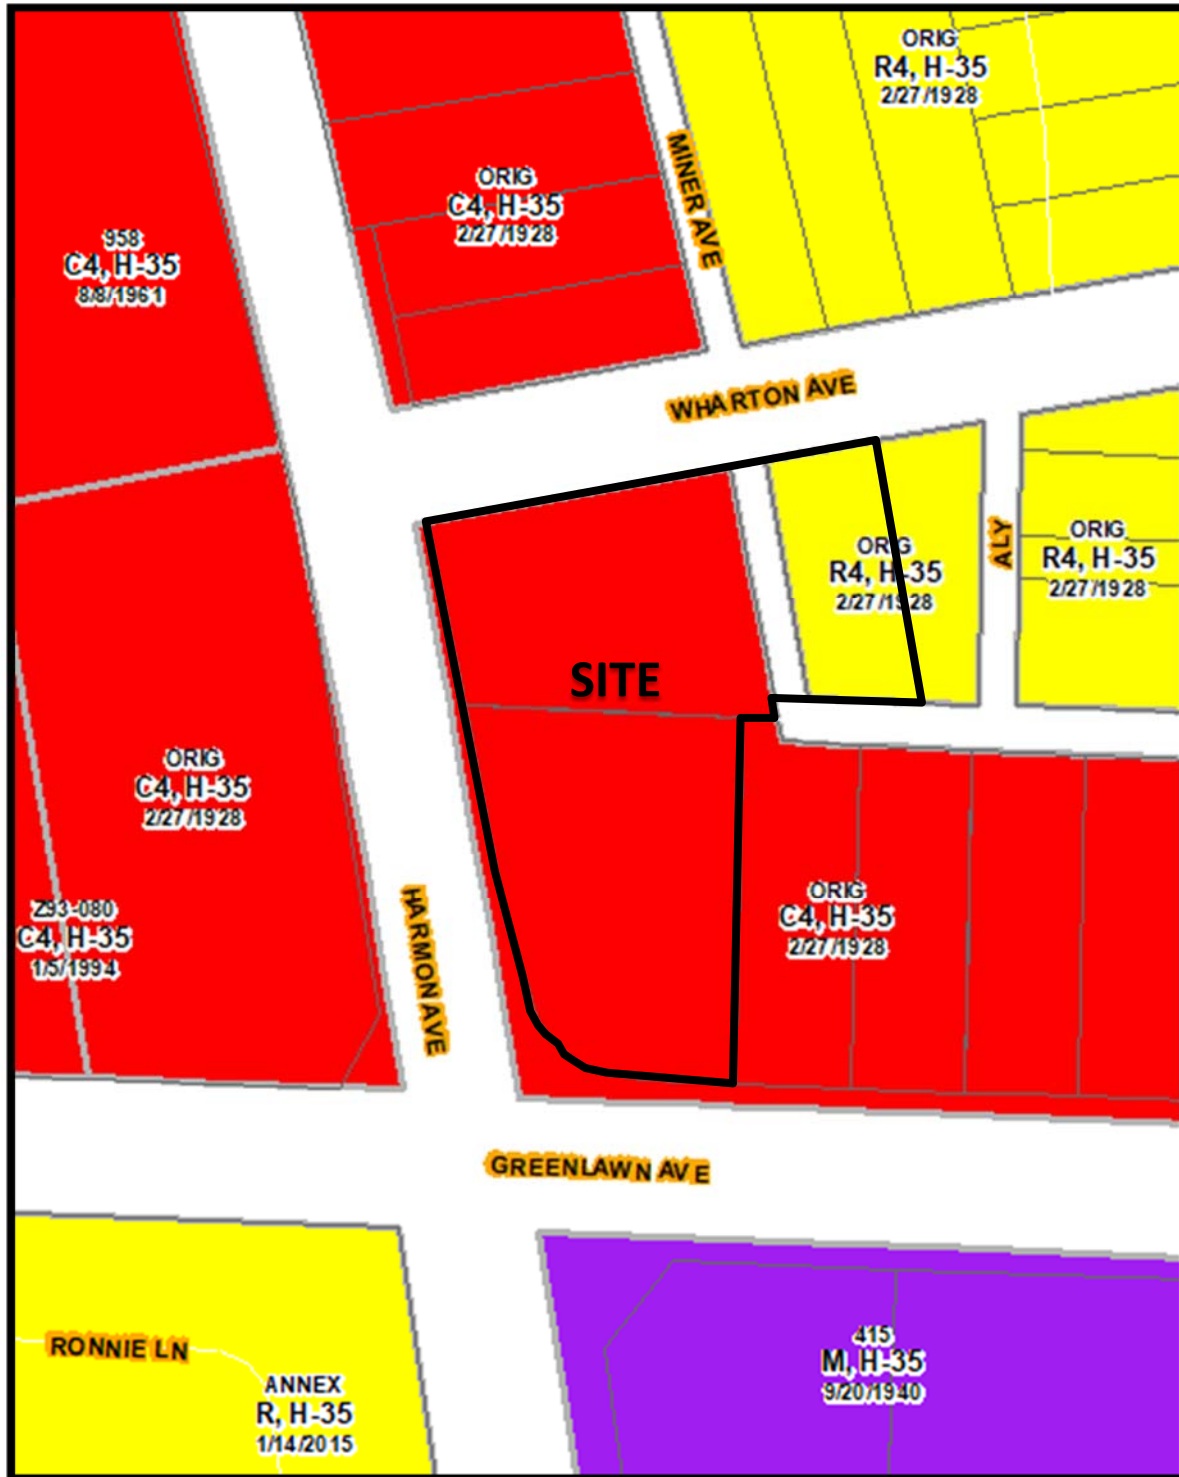 ORIG
R4, H-35
2/27/1928
MINER AVE
ORIG
C4, H-35
2/27/1928
958
C4, H-35
8/8/1961
WHARTON AVE
ORIG
R4, H-35
2/27/1928
ALY
ORIG
R4, H-35
2/27/1928
SITE
ORIG
C4, H-35
2/27/1928
Z93-080
C4, H-35
1/5/1994
HARMON AVE
ORIG
C4, H-35
2/27/1928
GREENLAWN AVE
RONNIE LN
ANNEX
R, H-35
1/14/2015
415
M, H-35
9/20/1940